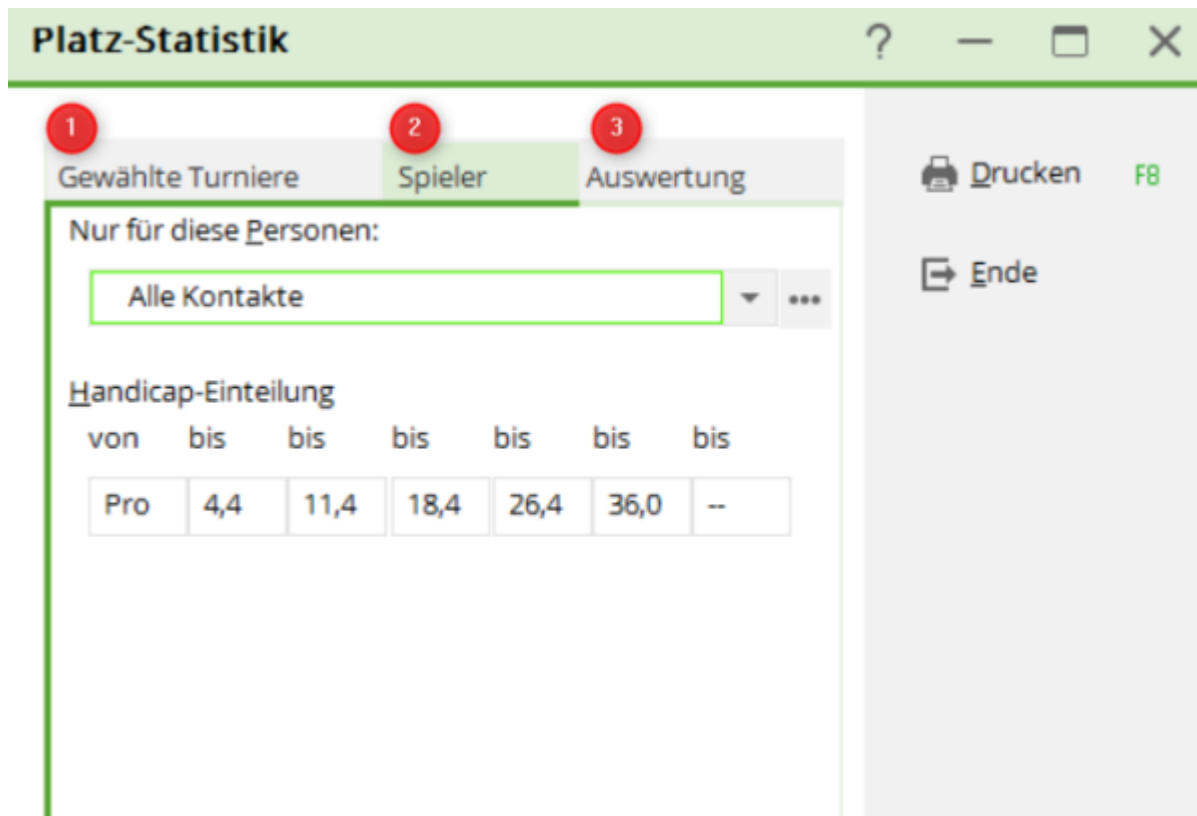 Platz-Statistik ?
1 2 3
Gewählte Turniere Spieler Auswertung
Drucken F8
Nur für diese Personen:
Ende
Alle Kontakte
Handicap-Einteilung
von bis bis bis bis bis bis
Pro 4,4 11,4 18,4 26,4 36,0 --